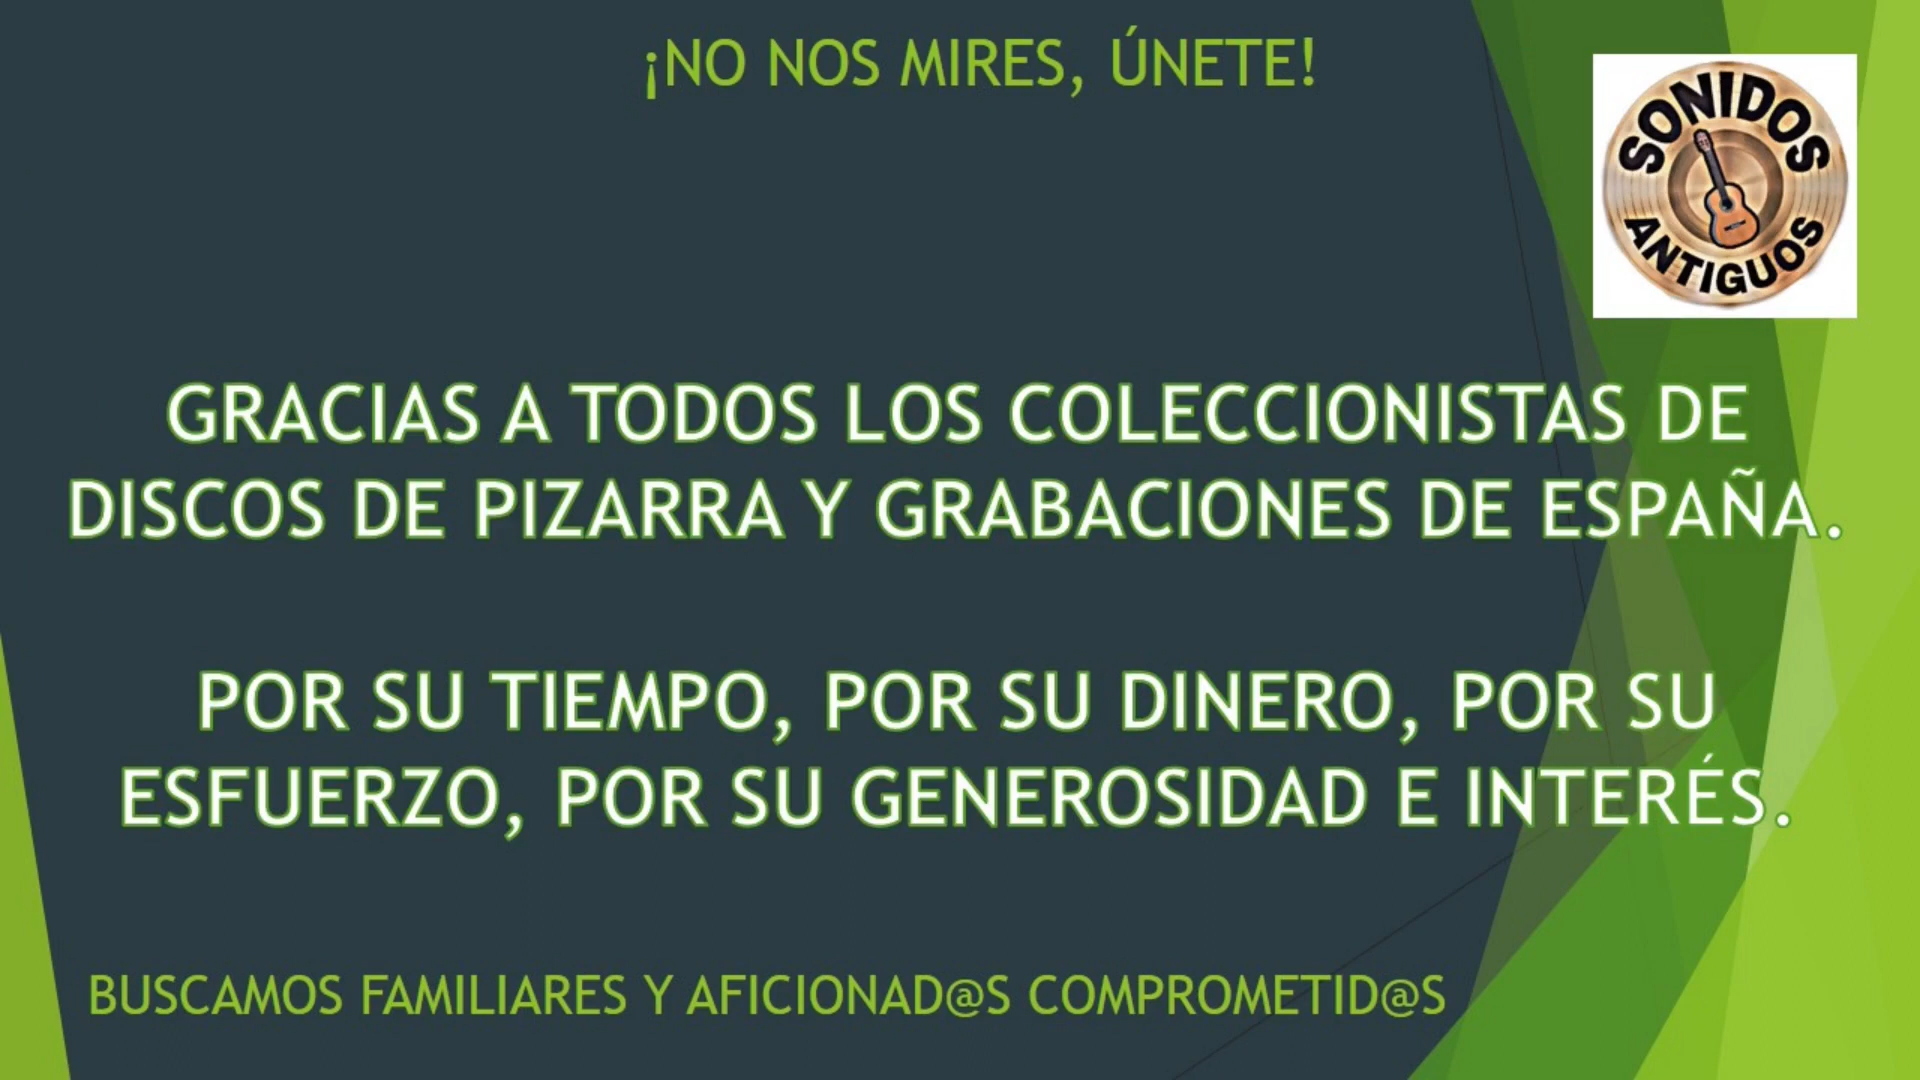 ¡NO NOS MIRES, ÚNETE!
SONIDOS
ANTIGUOS
GRACIAS A TODOS LOS COLECCIONISTAS DE
DISCOS DE PIZARRA Y GRABACIONES DE ESPAÑA.
POR SU TIEMPO, POR SU DINERO, POR SU
ESFUERZO, POR SU GENEROSIDAD E INTERÉS.
BUSCAMOS FAMILIARES Y AFICIONAD@S COMPROMETID@S